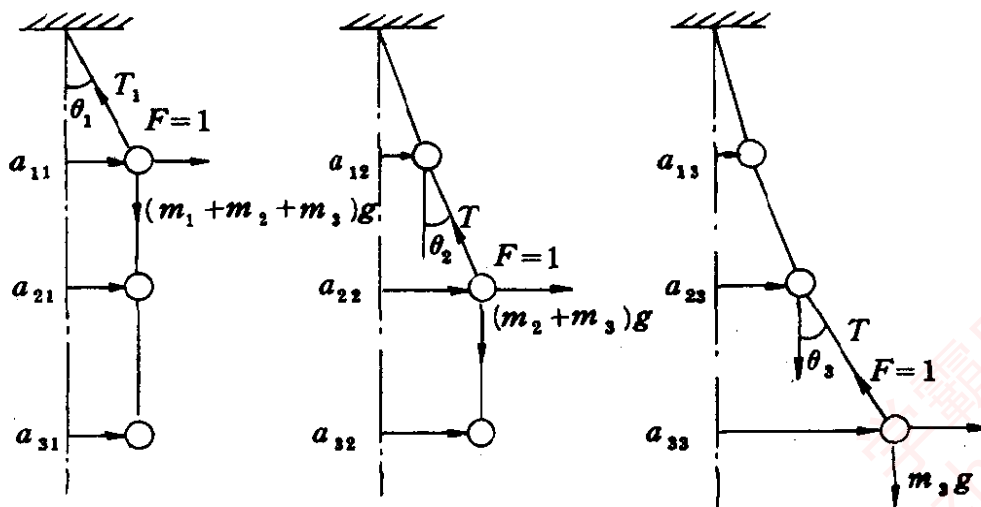 θ₁
T₁
F=1
a₁₁
(m₁+m₂+m₃)g
a₂₁
a₃₁
a₁₂
T
θ₂
F=1
a₂₂
(m₂+m₃)g
a₃₂
a₁₃
a₂₃
T
θ₃
F=1
a₃₃
m₃g